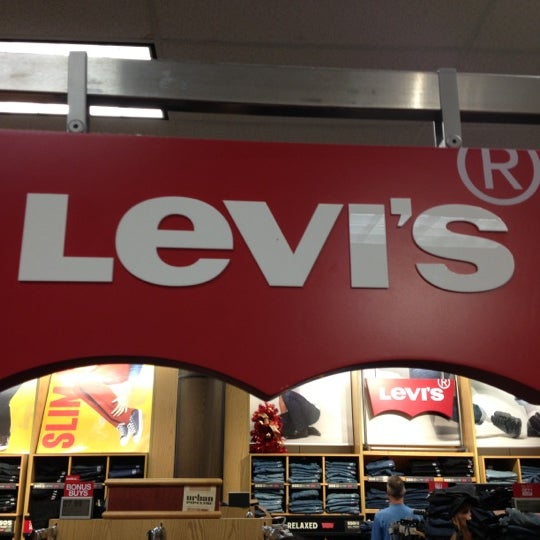 LEVI'S®
SLIM
LEVI'S®
BONUS
BUYS
urban
RELAXED